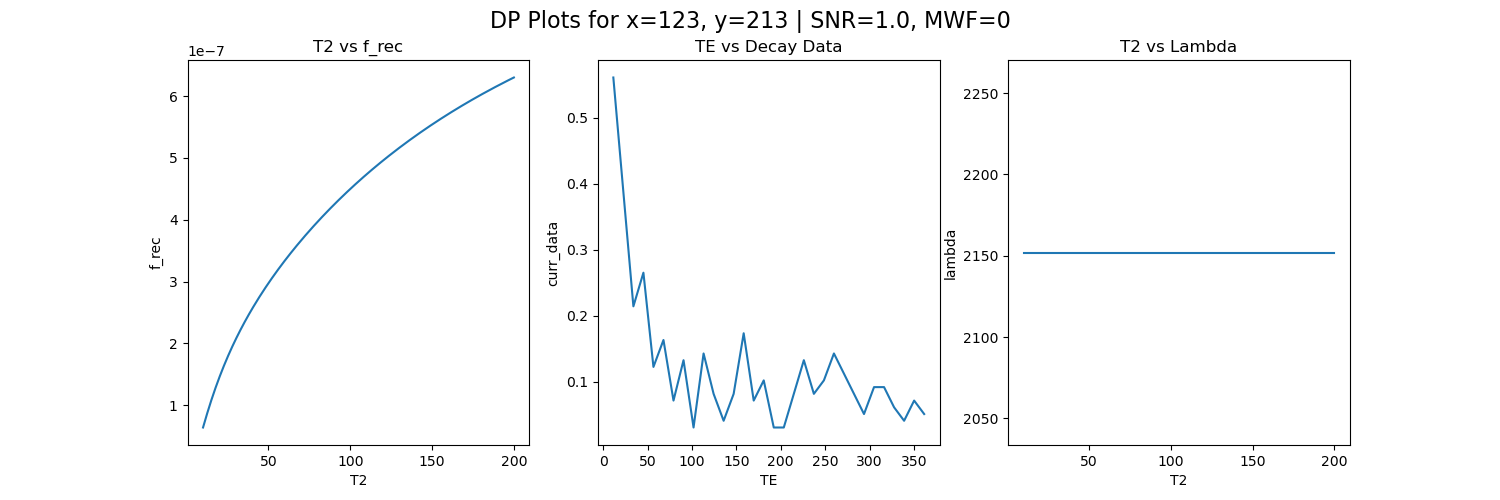 DP Plots for x=123, y=213 | SNR=1.0, MWF=0
T2 vs f_rec
1e−7
6
5
4
3
2
1
f_rec
50
100
150
200
T2
TE vs Decay Data
0.5
0.4
0.3
0.2
0.1
curr_data
0
50
100
150
200
250
300
350
TE
T2 vs Lambda
2250
2200
2150
2100
2050
lambda
50
100
150
200
T2